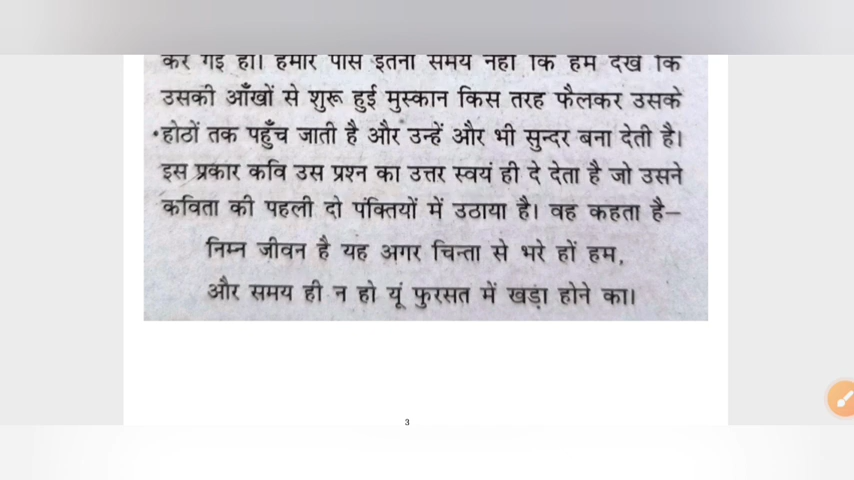 कर गई हो। हमारे पास इतना समय नहीं कि हम देखें कि
उसकी आँखों से शुरू हुई मुस्कान किस तरह फैलकर उसके
होठों तक पहुँच जाती है और उन्हें और भी सुन्दर बना देती है।
इस प्रकार कवि उस प्रश्न का उत्तर स्वयं ही दे देता है जो उसने
कविता की पहली दो पंक्तियों में उठाया है। वह कहता है–
निम्न जीवन है यह अगर चिन्ता से भरे हों हम,
और समय ही न हो यूं फुरसत में खड़ा होने का।
3